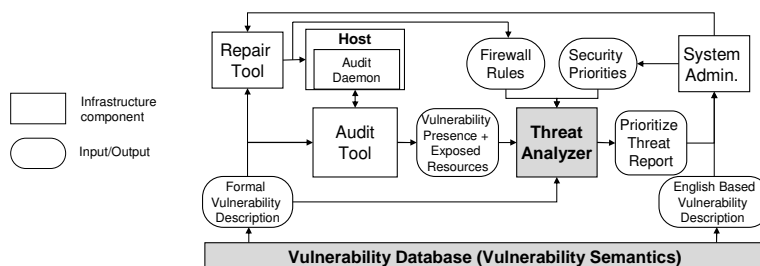 Host
Repair
Tool
Audit
Daemon
Firewall
Rules
Security
Priorities
System
Admin.
Infrastructure
component
Input/Output
Audit
Tool
Vulnerability
Presence +
Exposed
Resources
Threat
Analyzer
Prioritize
Threat
Report
Formal
Vulnerability
Description
English Based
Vulnerability
Description
Vulnerability Database (Vulnerability Semantics)